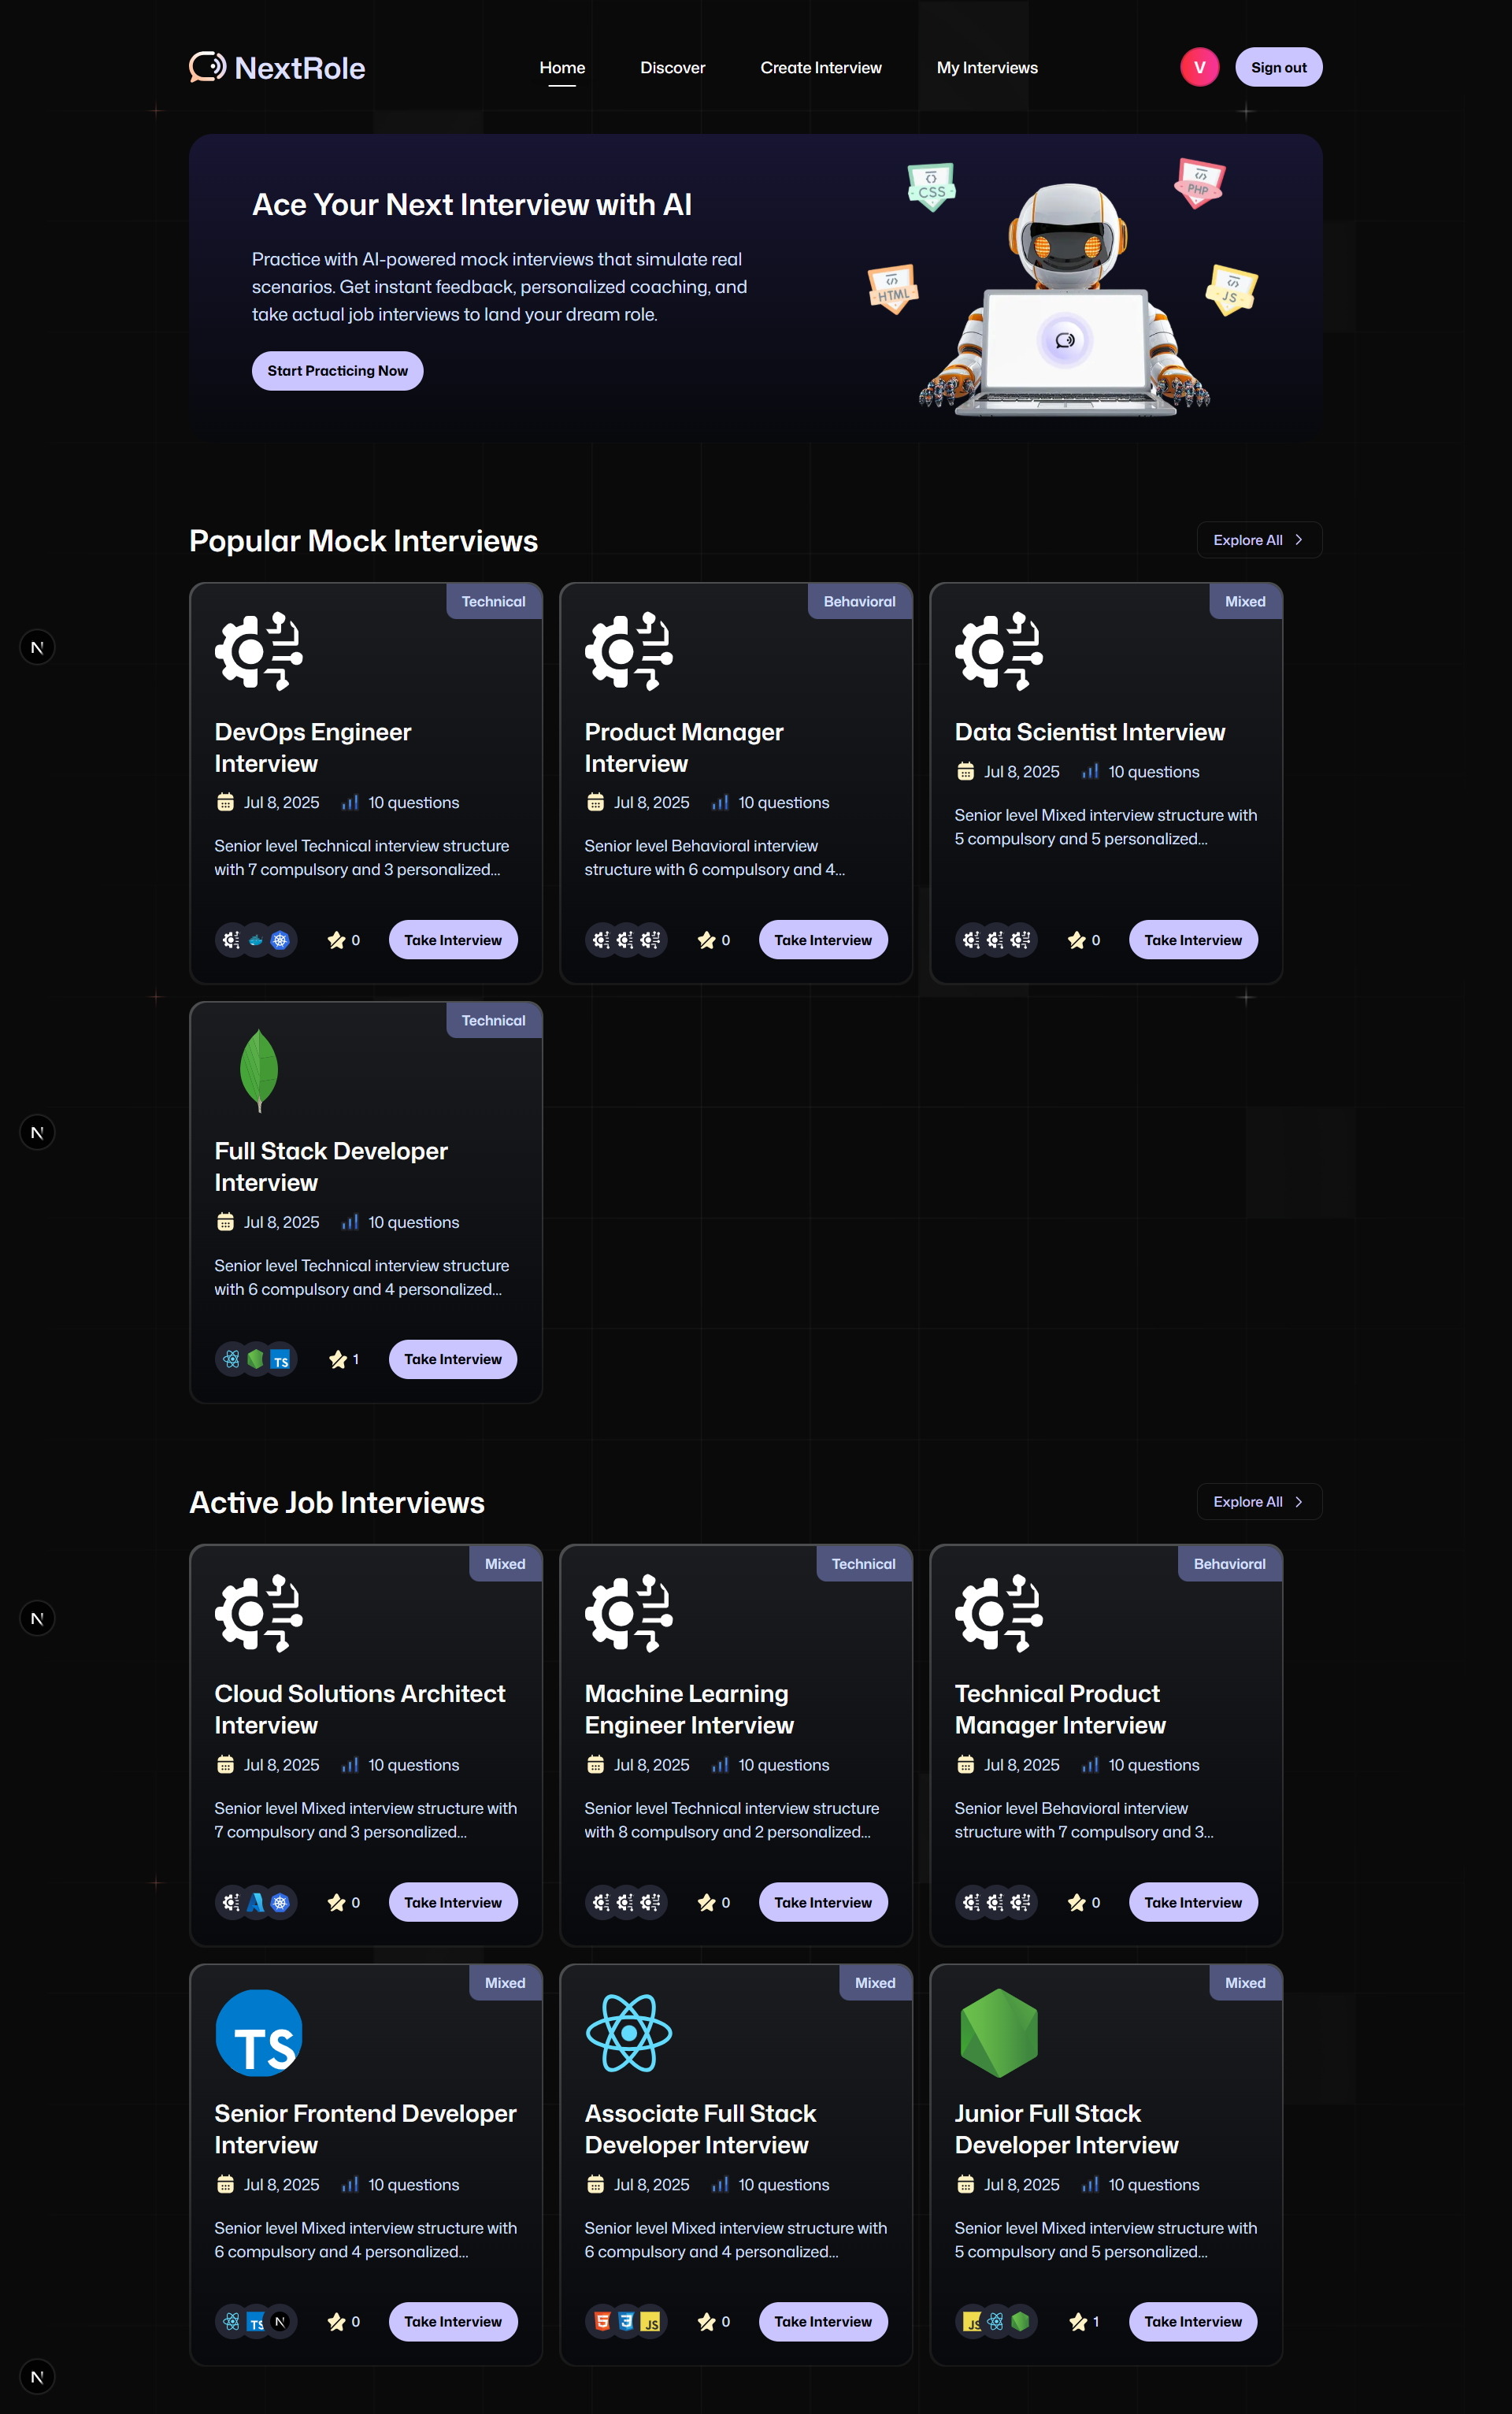 NextRole
Home
Discover
Create Interview
My Interviews
V
Sign out
Ace Your Next Interview with AI
Practice with AI-powered mock interviews that simulate real
scenarios. Get instant feedback, personalized coaching, and
take actual job interviews to land your dream role.
Start Practicing Now
CSS
PHP
HTML
JS
Popular Mock Interviews
Explore All
Technical
DevOps Engineer
Interview
Jul 8, 2025
10 questions
Senior level Technical interview structure
with 7 compulsory and 3 personalized...
0
Take Interview
Behavioral
Product Manager
Interview
Jul 8, 2025
10 questions
Senior level Behavioral interview
structure with 6 compulsory and 4...
0
Take Interview
Mixed
Data Scientist Interview
Jul 8, 2025
10 questions
Senior level Mixed interview structure with
5 compulsory and 5 personalized...
0
Take Interview
N
Technical
Full Stack Developer
Interview
Jul 8, 2025
10 questions
Senior level Technical interview structure
with 6 compulsory and 4 personalized...
TS
1
Take Interview
N
Active Job Interviews
Explore All
Mixed
Cloud Solutions Architect
Interview
Jul 8, 2025
10 questions
Senior level Mixed interview structure with
7 compulsory and 3 personalized...
0
Take Interview
Technical
Machine Learning
Engineer Interview
Jul 8, 2025
10 questions
Senior level Technical interview structure
with 8 compulsory and 2 personalized...
0
Take Interview
Behavioral
Technical Product
Manager Interview
Jul 8, 2025
10 questions
Senior level Behavioral interview
structure with 7 compulsory and 3...
0
Take Interview
N
Mixed
TS
Senior Frontend Developer
Interview
Jul 8, 2025
10 questions
Senior level Mixed interview structure with
6 compulsory and 4 personalized...
TS
N
0
Take Interview
Mixed
Associate Full Stack
Developer Interview
Jul 8, 2025
10 questions
Senior level Mixed interview structure with
6 compulsory and 4 personalized...
5
3
JS
0
Take Interview
Mixed
Junior Full Stack
Developer Interview
Jul 8, 2025
10 questions
Senior level Mixed interview structure with
5 compulsory and 5 personalized...
JS
1
Take Interview
N